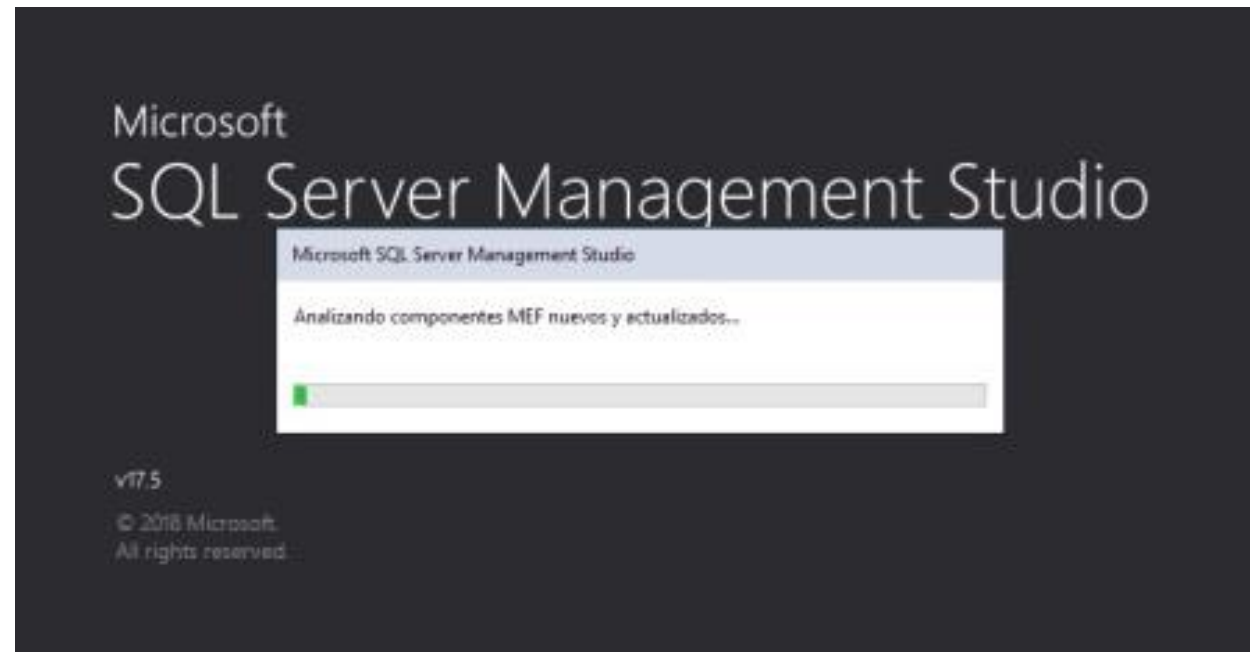 Microsoft
SQL Server Management Studio
Microsoft SQL Server Management Studio
Analizando componentes MEF nuevos y actualizados...
v17.5
© 2018 Microsoft.
All rights reserved.